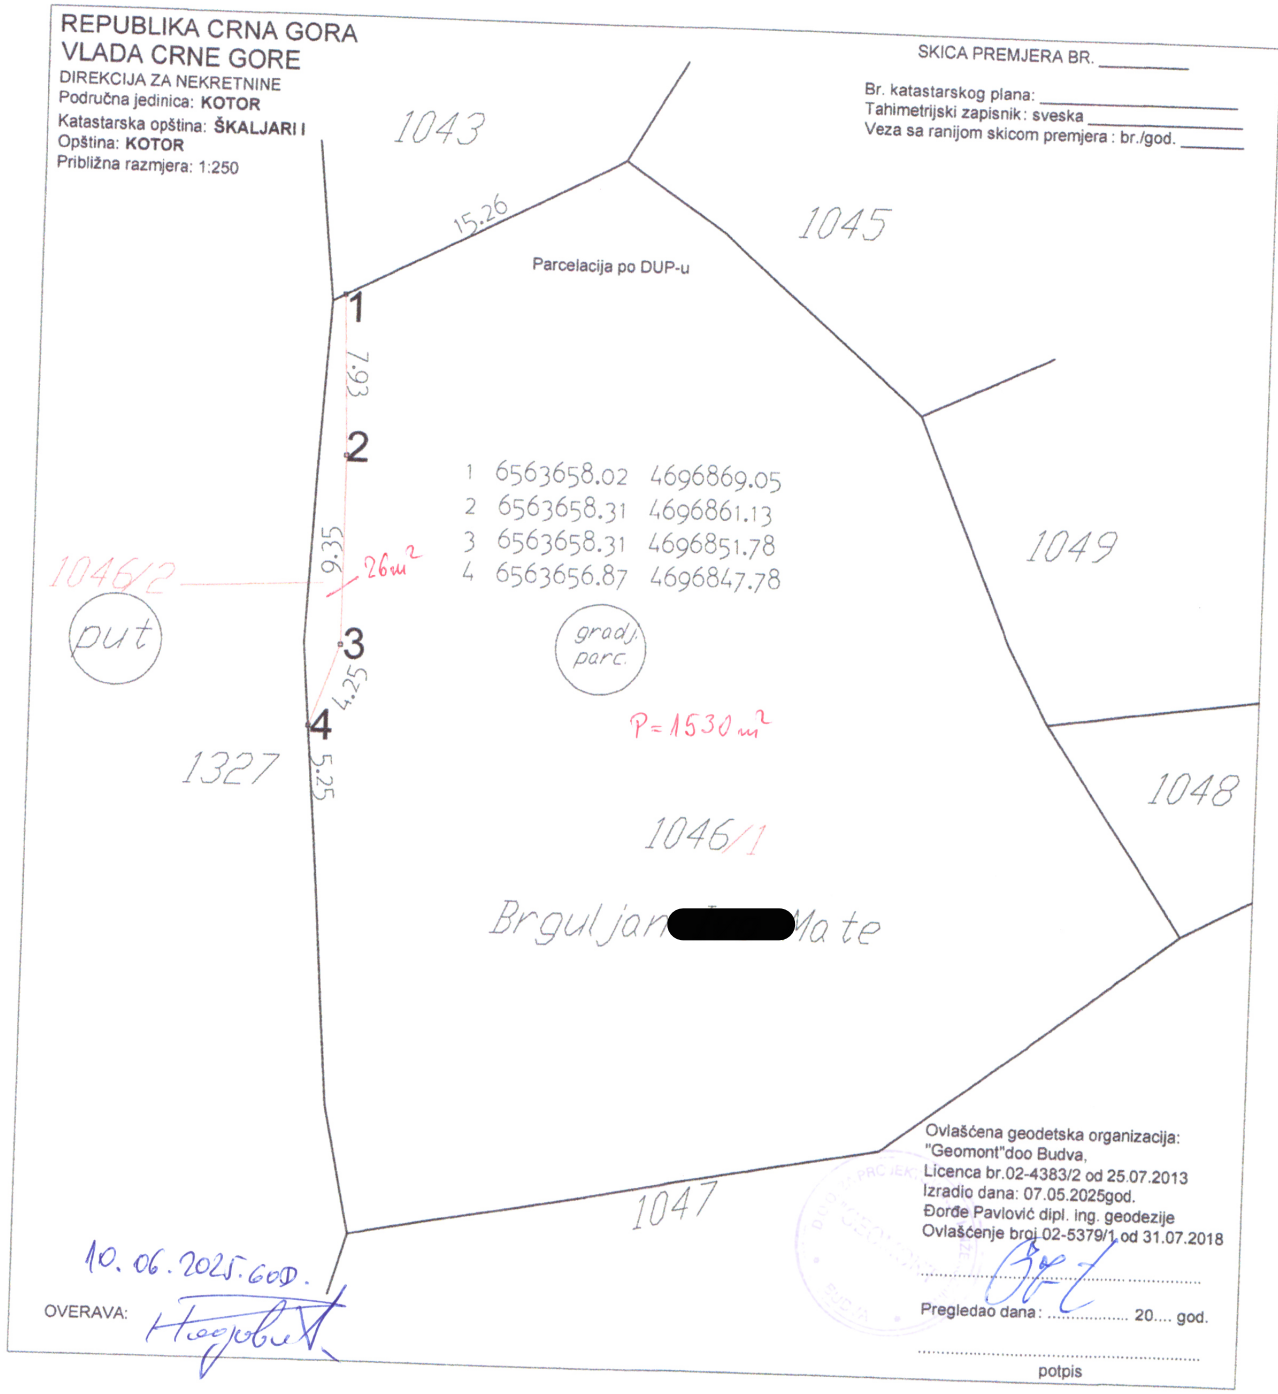 REPUBLIKA CRNA GORA
VLADA CRNE GORE
DIREKCIJA ZA NEKRETNINE
Područna jedinica: KOTOR
Katastarska opština: ŠKALJARI I
Opština: KOTOR
Približna razmjera: 1:250
SKICA PREMJERA BR.
Br. katastarskog plana:
Tahimetrijski zapisnik: sveska
Veza sa ranijom skicom premjera : br./god.
1043
15.26
1045
Parcelacija po DUP-u
1
7.93
2
1 6563658.02 4696869.05
2 6563658.31 4696861.13
3 6563658.31 4696851.78
4 6563656.87 4696847.78
9.35
26m²
1046/2
put
1049
gradj.
parc.
3
4.25
4
P=1530m²
1327
5.25
1048
1046/1
Brguljan Mate
1047
Ovlašćena geodetska organizacija:
"Geomont"doo Budva,
Licenca br.02-4383/2 od 25.07.2013
Izradio dana: 07.05.2025god.
Đorđe Pavlović dipl. ing. geodezije
Ovlašćenje broj 02-5379/1 od 31.07.2018
Pregledao dana: ................ 20.... god.
potpis
10. 06. 2025. GOD.
OVERAVA: